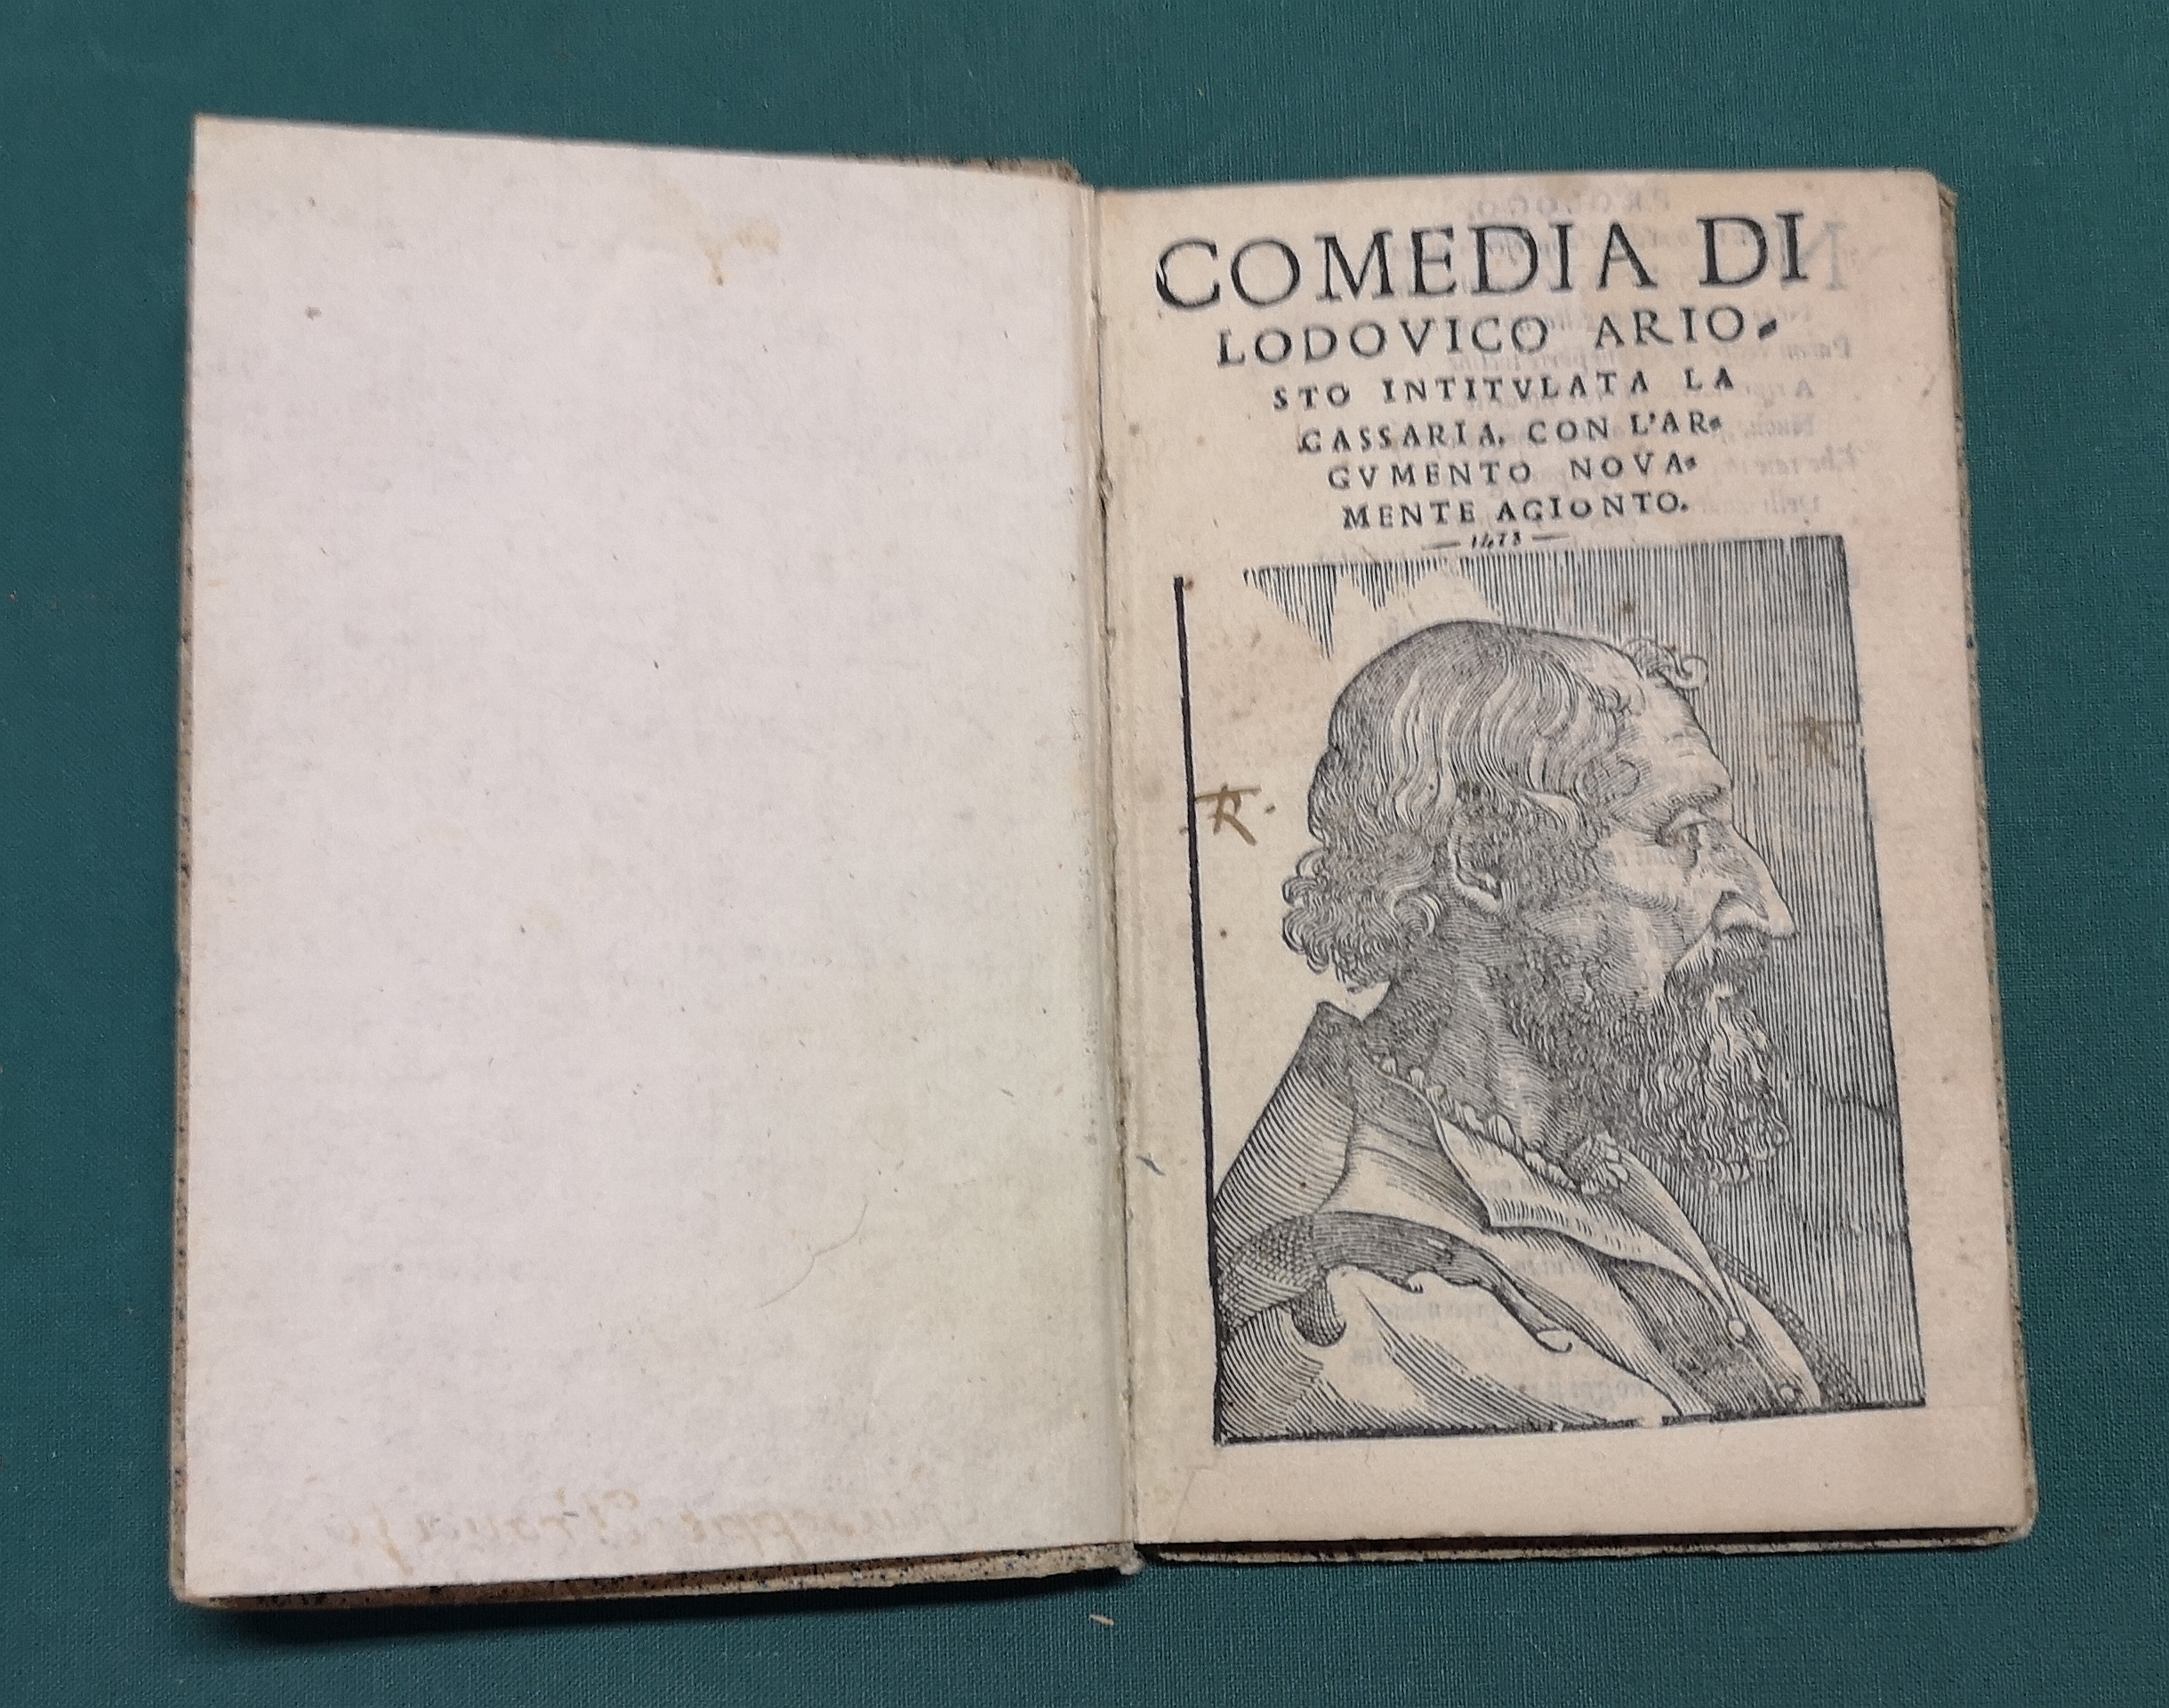 COMEDIA DI
LODOVICO ARIO-
STO INTITVLATA LA
CASSARIA, CON L'AR-
GVMENTO NOVA-
MENTE AGIONTO.